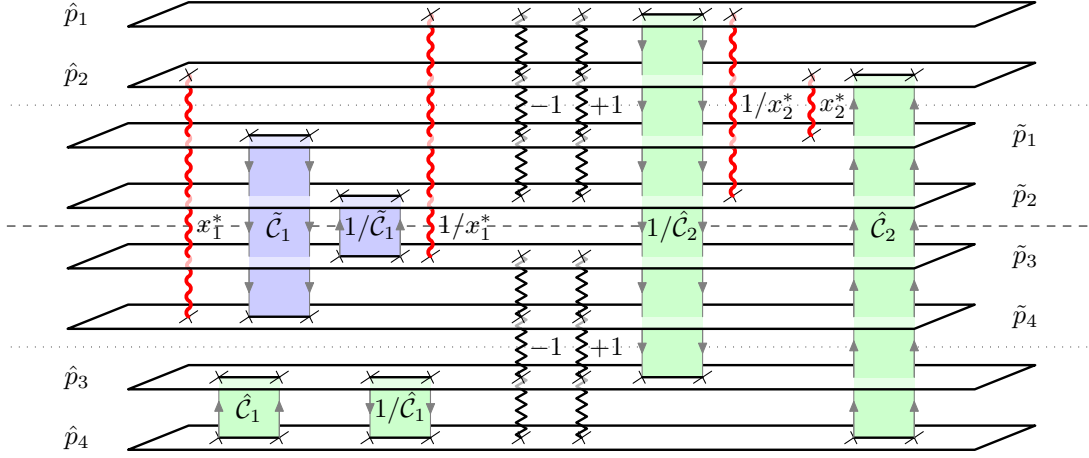 p̂₁
p̂₂
−1 +1 1/x₂* x₂*
p̃₁
p̃₂
x₁* C̃₁ 1/C̃₁ 1/x₁* 1/Ĉ₂ Ĉ₂
p̃₃
p̃₄
−1 +1
p̂₃
Ĉ₁ 1/Ĉ₁
p̂₄